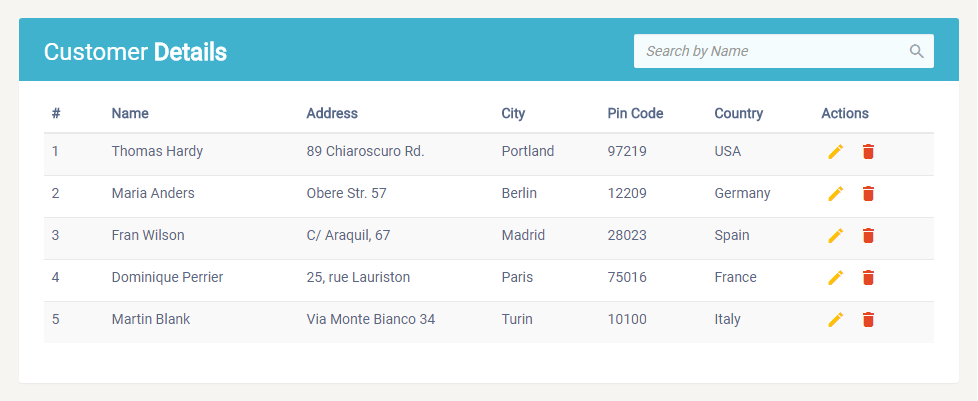 Customer Details
Search by Name
# Name Address City Pin Code Country Actions
1 Thomas Hardy 89 Chiaroscuro Rd. Portland 97219 USA
2 Maria Anders Obere Str. 57 Berlin 12209 Germany
3 Fran Wilson C/ Araquil, 67 Madrid 28023 Spain
4 Dominique Perrier 25, rue Lauriston Paris 75016 France
5 Martin Blank Via Monte Bianco 34 Turin 10100 Italy